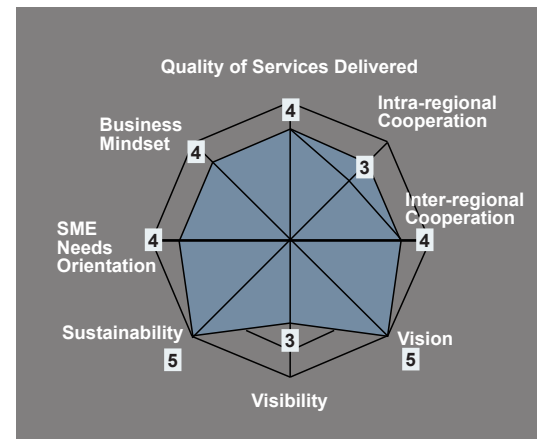 Quality of Services Delivered
4
Intra-regional
Cooperation
3
Business
Mindset
4
Inter-regional
Cooperation
4
SME
Needs
Orientation
4
Sustainability
5
3
Vision
5
Visibility